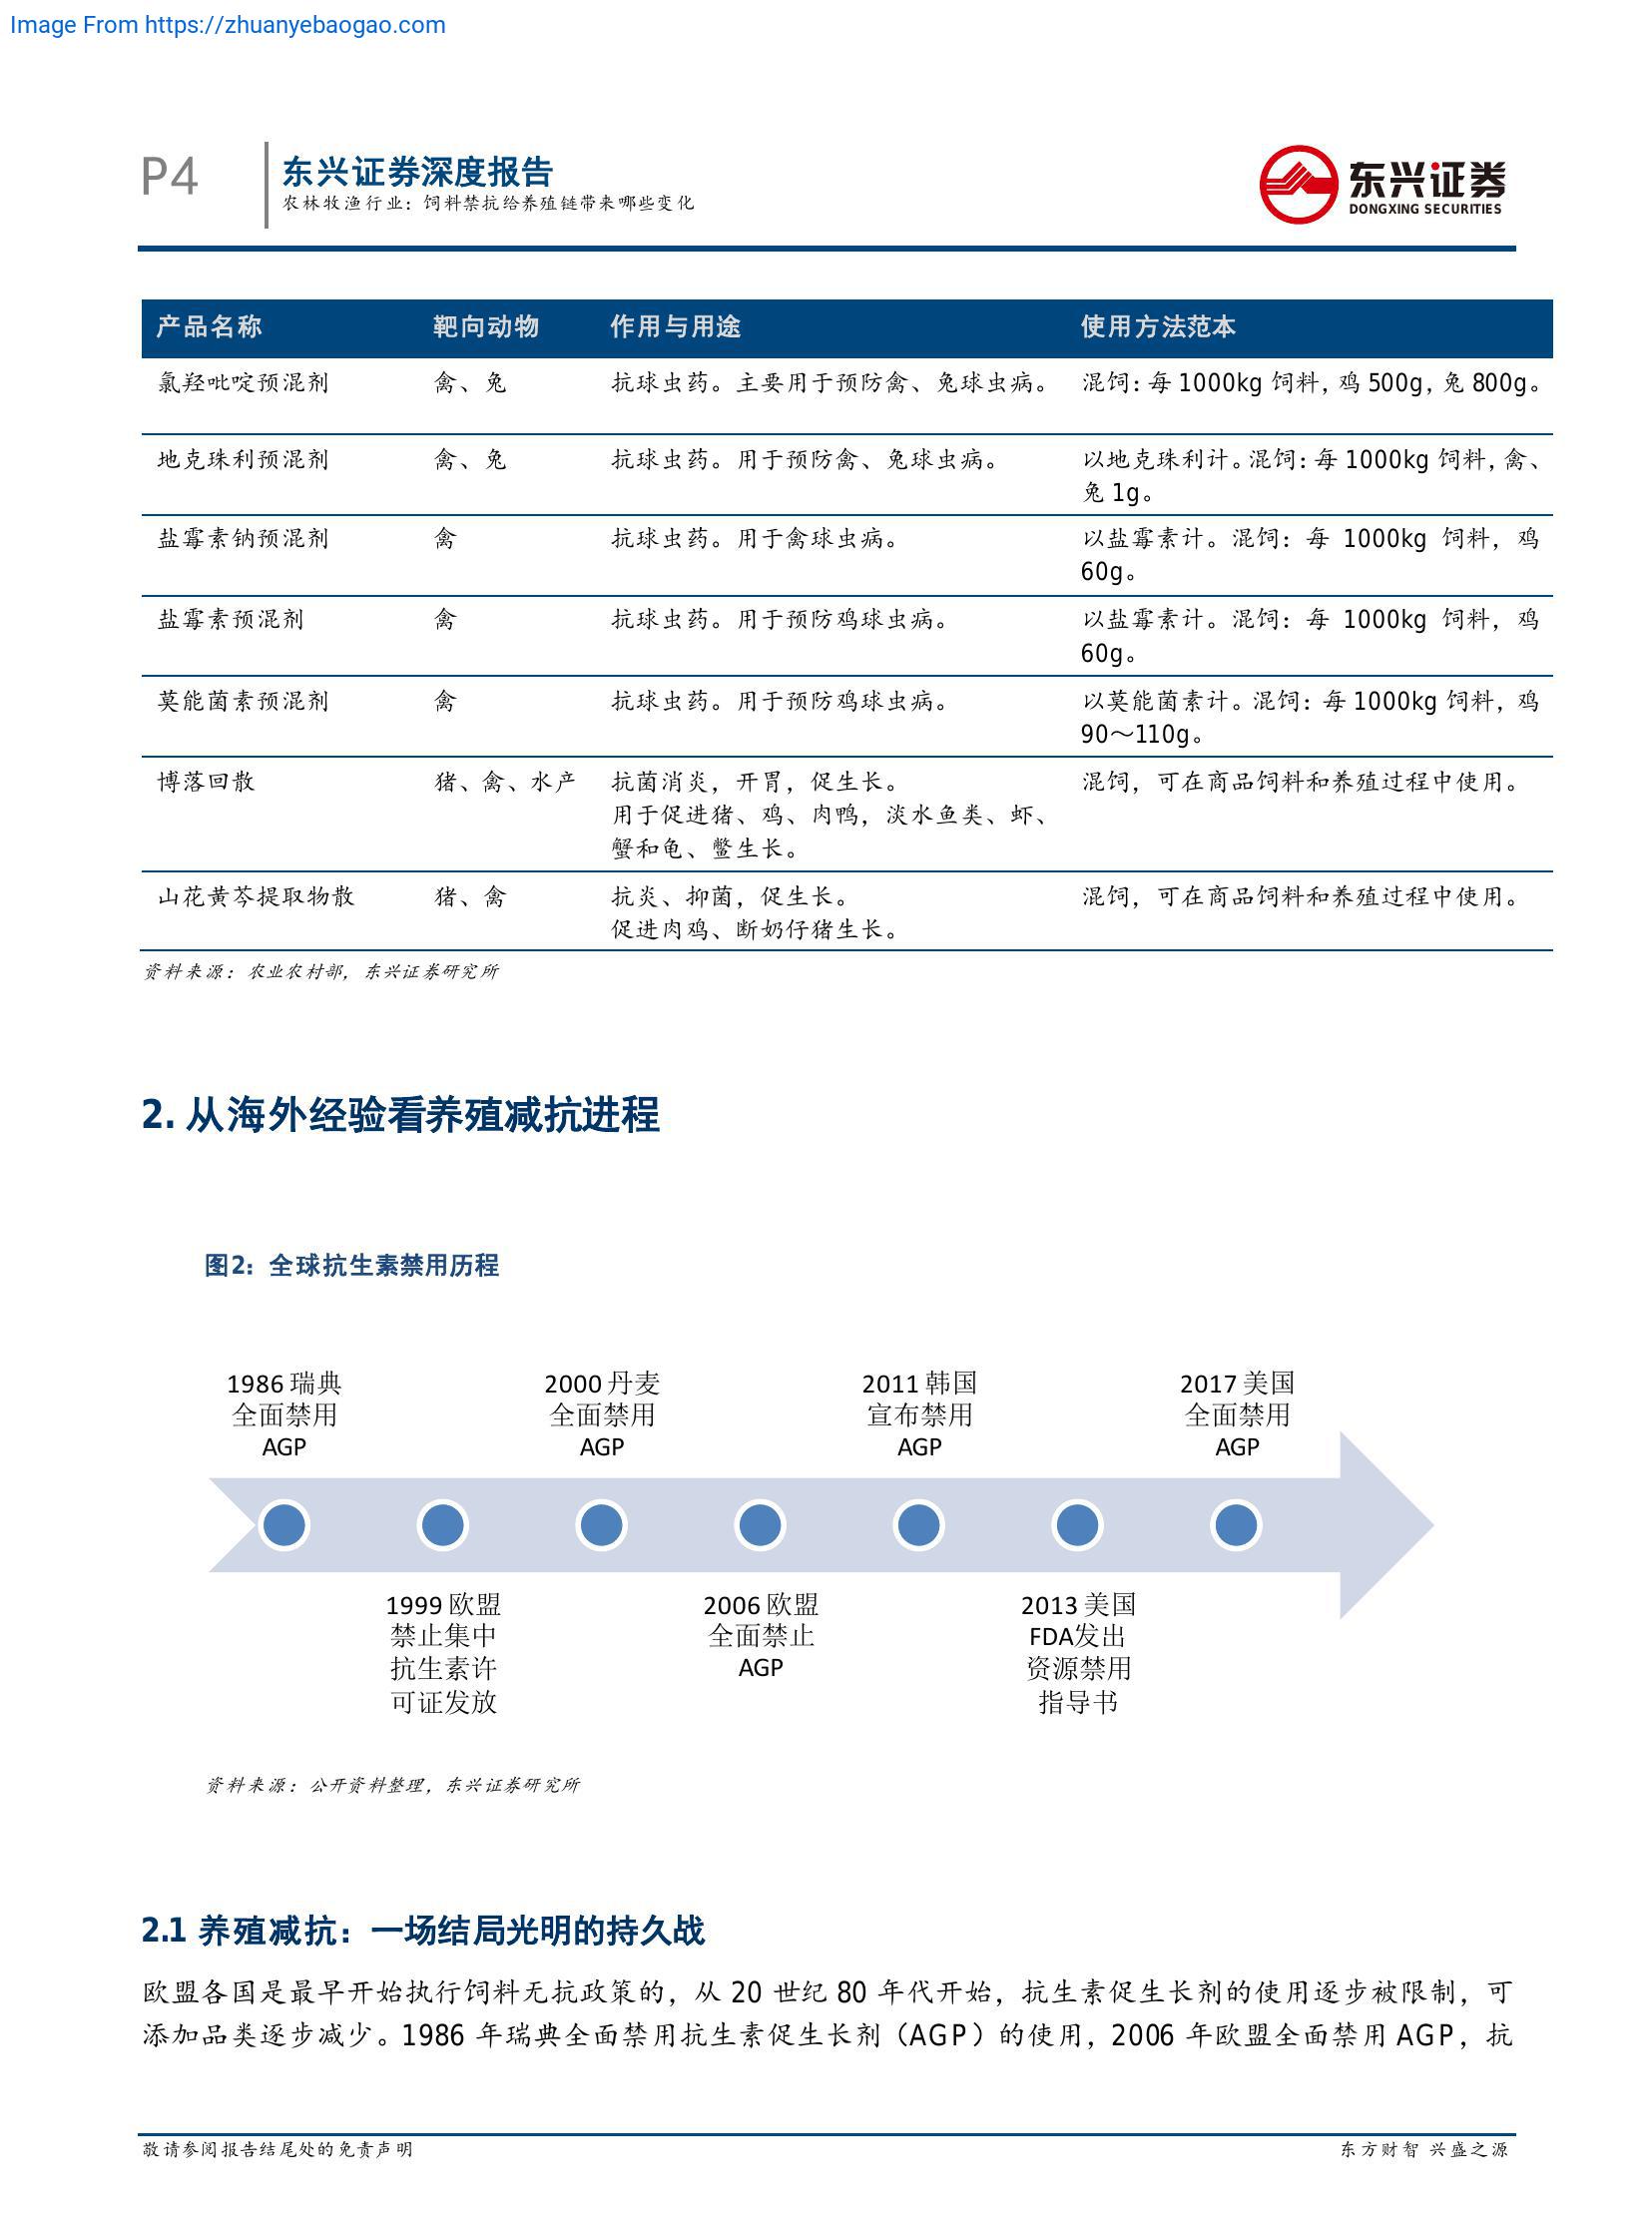 Image From https://zhuanyebaogao.com
P4
东兴证券深度报告
农林牧渔行业：饲料禁抗给养殖链带来哪些变化
东兴证券
DONGXING SECURITIES
产品名称 靶向动物 作用与用途 使用方法范本
氯羟吡啶预混剂 禽、兔 抗球虫药。主要用于预防禽、兔球虫病。 混饲：每 1000kg 饲料，鸡 500g，兔 800g。
地克珠利预混剂 禽、兔 抗球虫药。用于预防禽、兔球虫病。 以地克珠利计。混饲：每 1000kg 饲料，禽、
兔 1g。
盐霉素钠预混剂 禽 抗球虫药。用于禽球虫病。 以盐霉素计。混饲：每 1000kg 饲料，鸡
60g。
盐霉素预混剂 禽 抗球虫药。用于预防鸡球虫病。 以盐霉素计。混饲：每 1000kg 饲料，鸡
60g。
莫能菌素预混剂 禽 抗球虫药。用于预防鸡球虫病。 以莫能菌素计。混饲：每 1000kg 饲料，鸡
90～110g。
博落回散 猪、禽、水产 抗菌消炎，开胃，促生长。 混饲，可在商品饲料和养殖过程中使用。
用于促进猪、鸡、肉鸭，淡水鱼类、虾、
蟹和龟、鳖生长。
山花黄芩提取物散 猪、禽 抗炎、抑菌，促生长。 混饲，可在商品饲料和养殖过程中使用。
促进肉鸡、断奶仔猪生长。
资料来源：农业农村部，东兴证券研究所
2. 从海外经验看养殖减抗进程
图2：全球抗生素禁用历程
1986 瑞典
全面禁用
AGP
2000 丹麦
全面禁用
AGP
2011 韩国
宣布禁用
AGP
2017 美国
全面禁用
AGP
1999 欧盟
禁止集中
抗生素许
可证发放
2006 欧盟
全面禁止
AGP
2013 美国
FDA发出
资源禁用
指导书
资料来源：公开资料整理，东兴证券研究所
2.1 养殖减抗：一场结局光明的持久战
欧盟各国是最早开始执行饲料无抗政策的，从 20 世纪 80 年代开始，抗生素促生长剂的使用逐步被限制，可
添加品类逐步减少。1986 年瑞典全面禁用抗生素促生长剂（AGP）的使用，2006 年欧盟全面禁用 AGP，抗
敬请参阅报告结尾处的免责声明 东方财智 兴盛之源